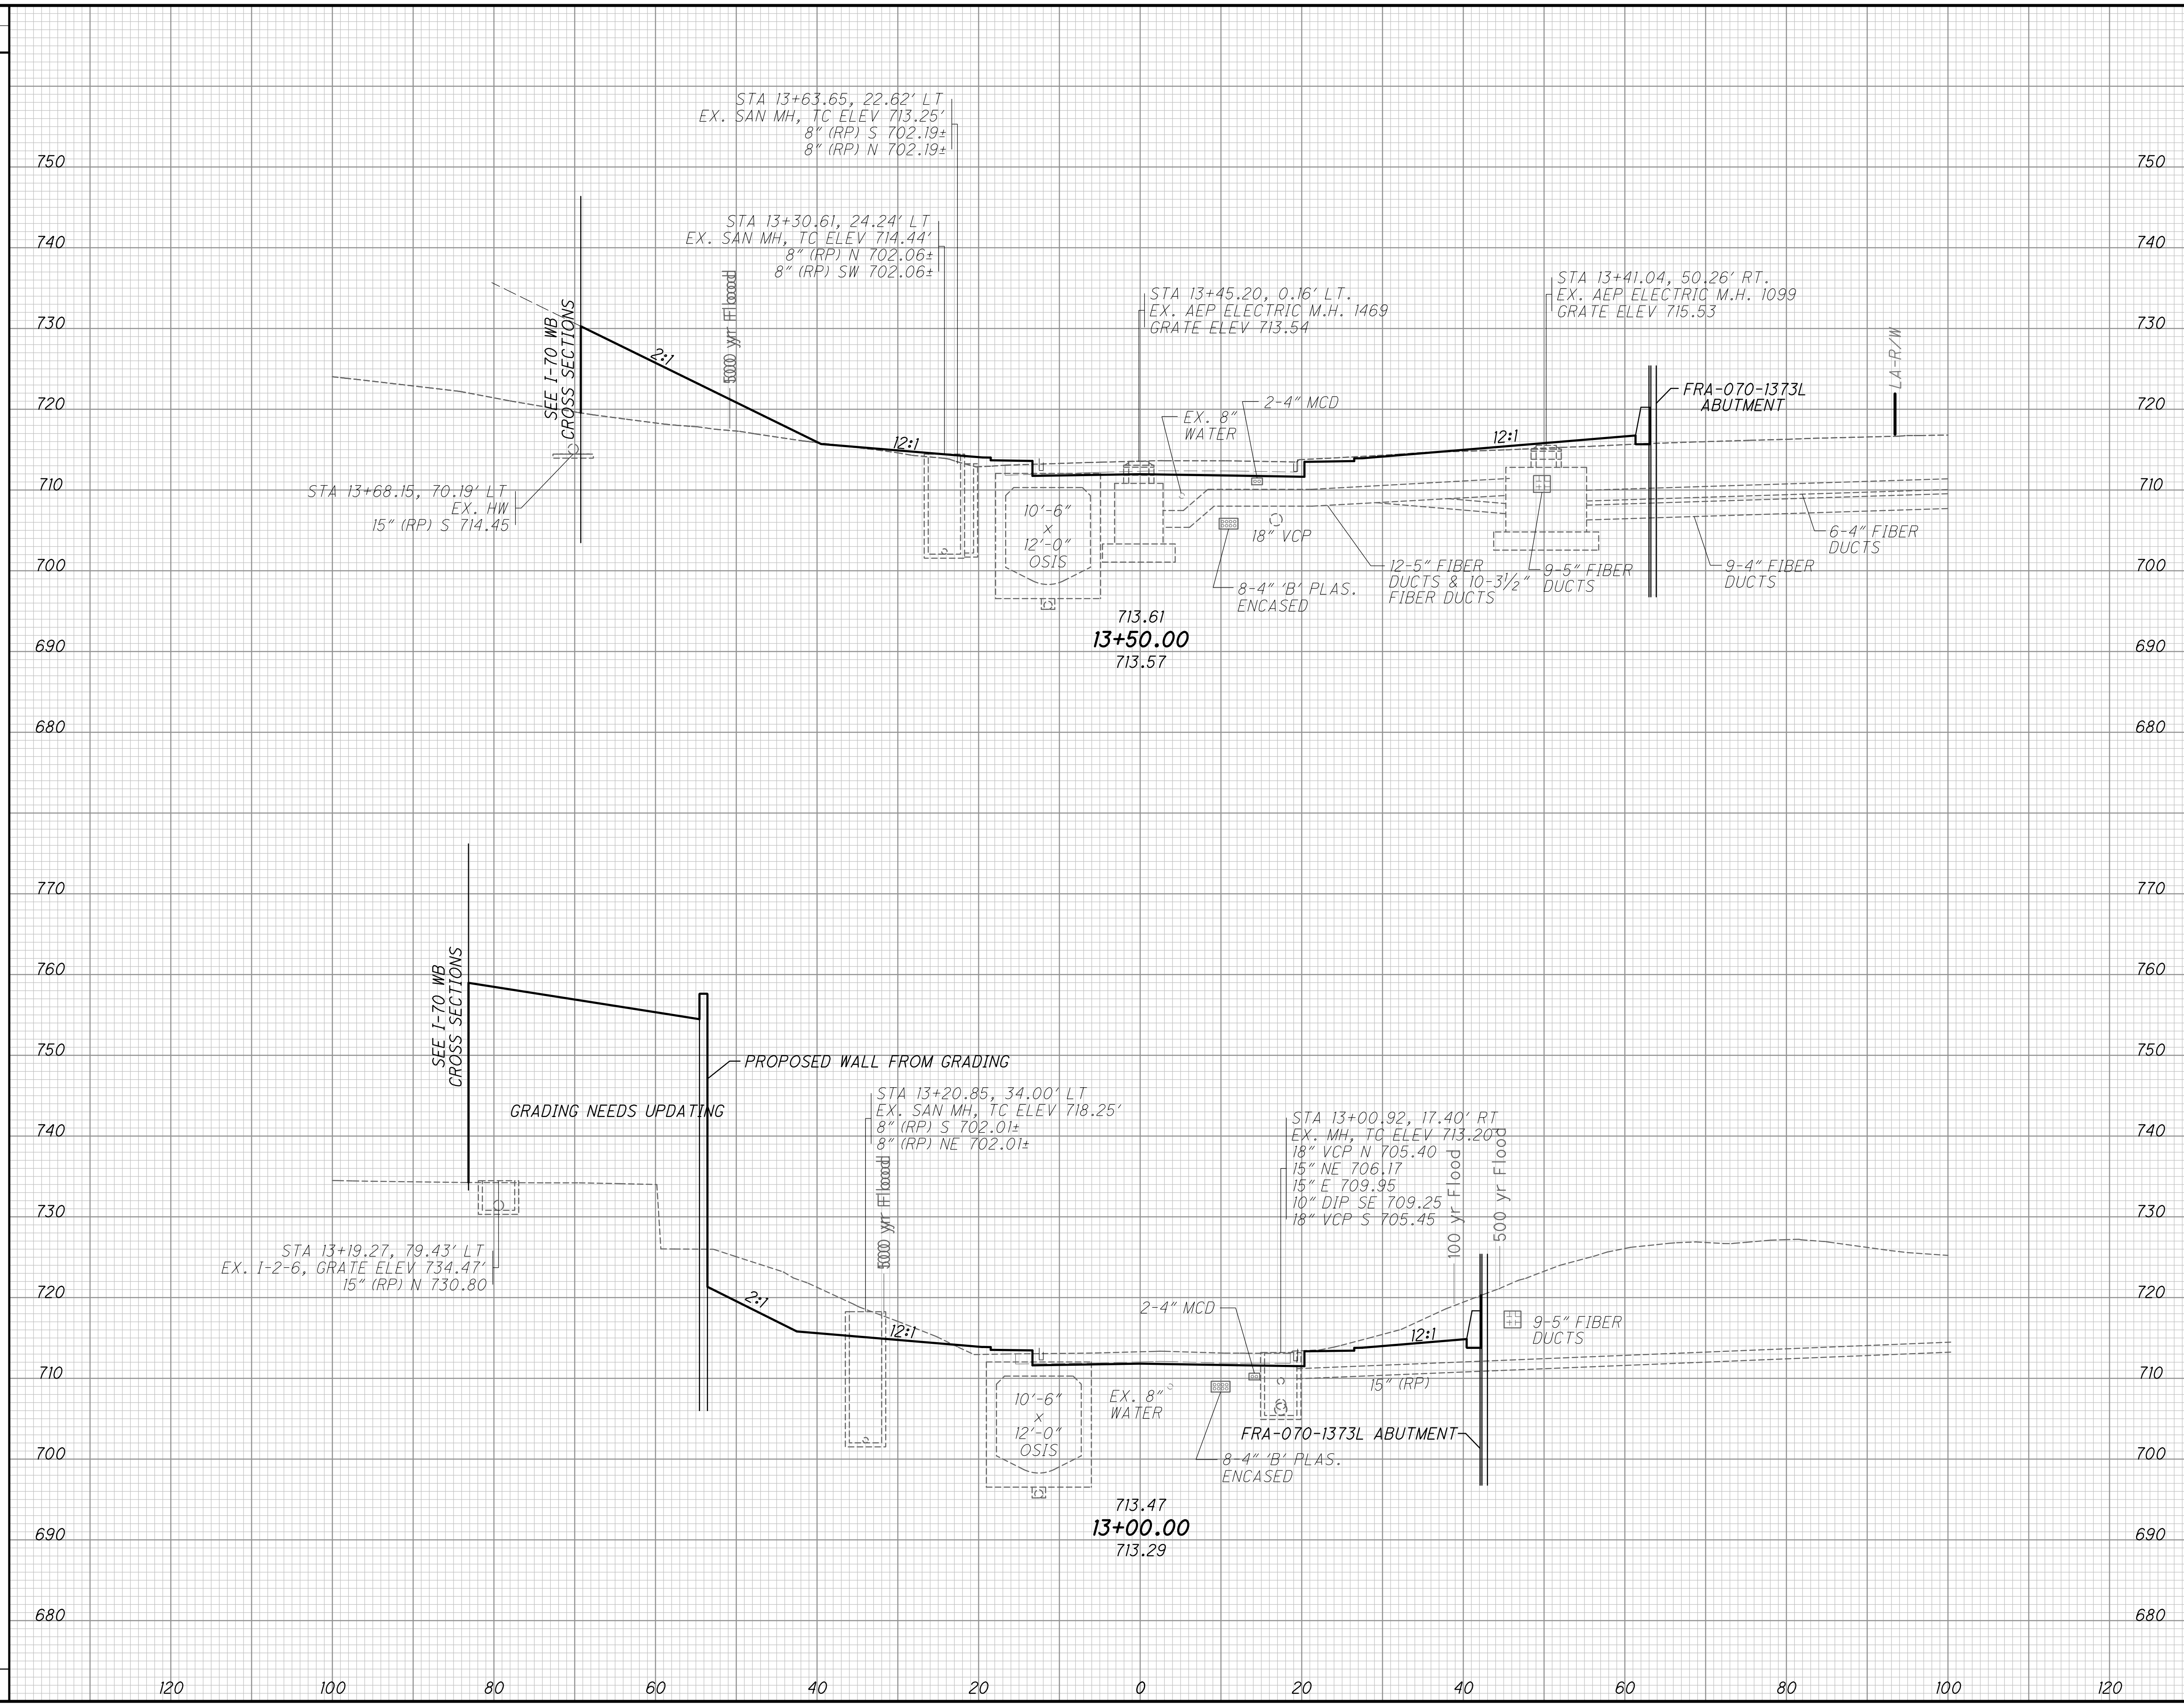 STA 13+63.65, 22.62' LT
EX. SAN MH, TC ELEV 713.25'
8" (RP) S 702.19±
8" (RP) N 702.19±
750
750
STA 13+30.61, 24.24' LT
EX. SAN MH, TC ELEV 714.44'
8" (RP) N 702.06±
8" (RP) SW 702.06±
740
740
STA 13+45.20, 0.16' LT.
EX. AEP ELECTRIC M.H. 1469
GRATE ELEV 713.54
STA 13+41.04, 50.26' RT.
EX. AEP ELECTRIC M.H. 1099
GRATE ELEV 715.53
730
730
SEE I-70 WB
CROSS SECTIONS
2:1
yr Flood
LA-R/W
FRA-070-1373L
ABUTMENT
720
720
EX. 8"
WATER
2-4" MCD
12:1
12:1
710
710
STA 13+68.15, 70.19' LT
EX. HW
15" (RP) S 714.45
10'-6"
x
12'-0"
OSIS
18" VCP
6-4" FIBER
DUCTS
700
700
8-4" 'B' PLAS.
ENCASED
12-5" FIBER
DUCTS & 10-3½"
FIBER DUCTS
9-5" FIBER
DUCTS
9-4" FIBER
DUCTS
713.61
13+50.00
713.57
690
690
680
680
770
770
760
760
SEE I-70 WB
CROSS SECTIONS
750
750
PROPOSED WALL FROM GRADING
GRADING NEEDS UPDATING
STA 13+20.85, 34.00' LT
EX. SAN MH, TC ELEV 718.25'
8" (RP) S 702.01±
8" (RP) NE 702.01±
740
740
STA 13+00.92, 17.40' RT
EX. MH, TC ELEV 713.20'
18" VCP N 705.40
15" NE 706.17
15" E 709.95
10" DIP SE 709.25
18" VCP S 705.45
yr Flood
100 yr Flood
500 yr Flood
730
730
STA 13+19.27, 79.43' LT
EX. I-2-6, GRATE ELEV 734.47'
15" (RP) N 730.80
720
720
2:1
12:1
2-4" MCD
12:1
9-5" FIBER
DUCTS
710
710
10'-6"
x
12'-0"
OSIS
EX. 8"
WATER
15" (RP)
FRA-070-1373L ABUTMENT
700
700
8-4" 'B' PLAS.
ENCASED
713.47
13+00.00
713.29
690
690
680
680
120 100 80 60 40 20 0 20 40 60 80 100 120